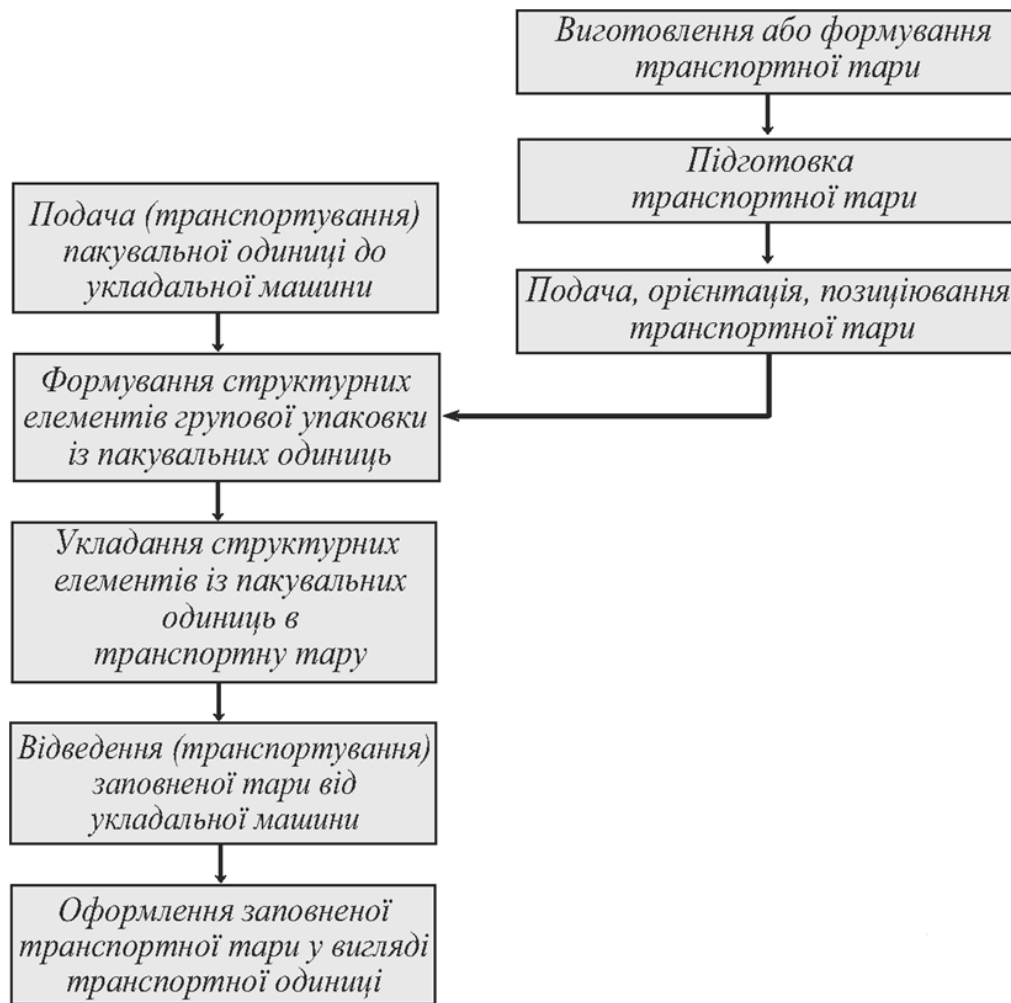 Виготовлення або формування
транспортної тари
Підготовка
транспортної тари
Подача, орієнтація, позиціювання
транспортної тари
Подача (транспортування)
пакувальної одиниці до
укладальної машини
Формування структурних
елементів групової упаковки
із пакувальних одиниць
Укладання структурних
елементів із пакувальних
одиниць в
транспортну тару
Відведення (транспортування)
заповненої тари від
укладальної машини
Оформлення заповненої
транспортної тари у вигляді
транспортної одиниці